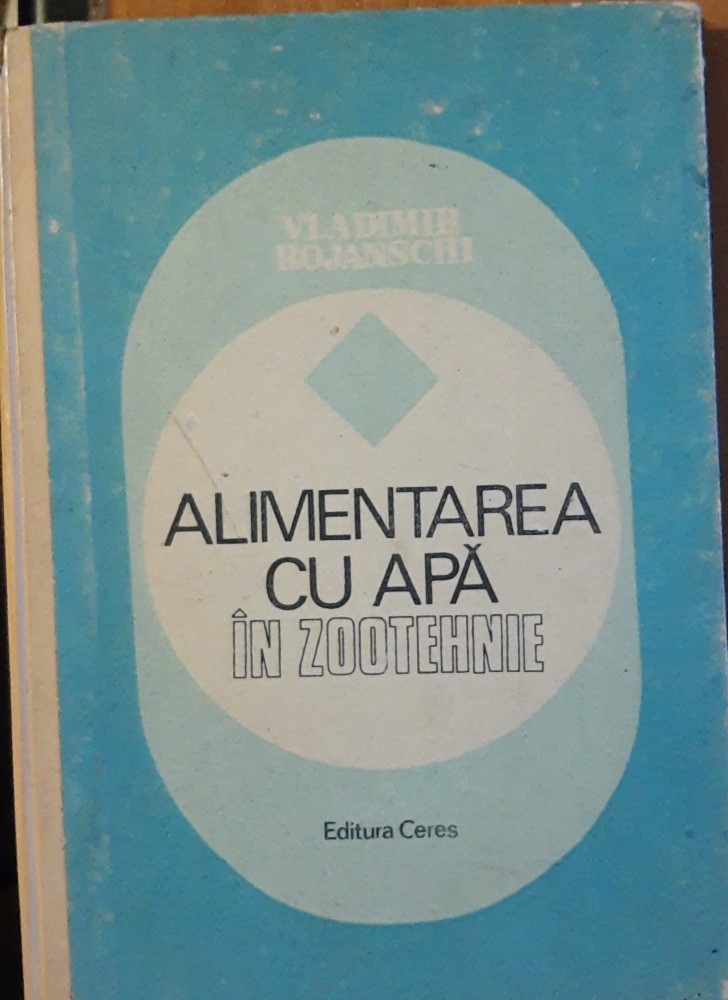 VLADIMIR
ROJANSCHI
ALIMENTAREA
CU APĂ
ÎN ZOOTEHNIE
Editura Ceres